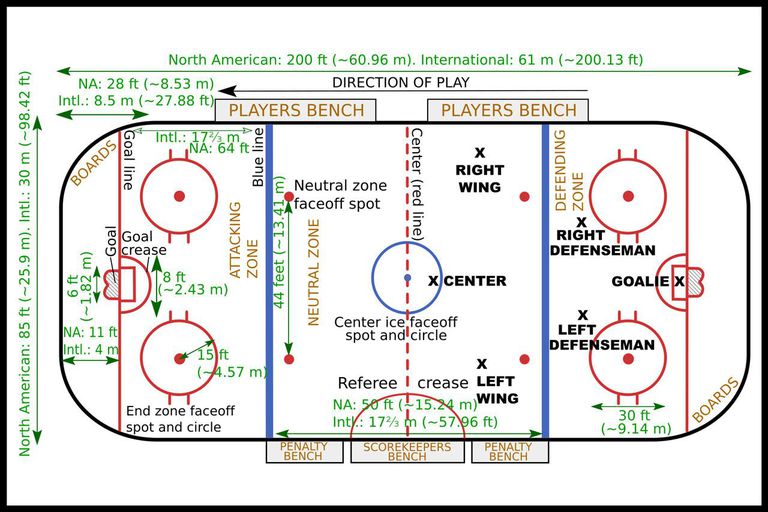 North American: 200 ft (~60.96 m). International: 61 m (~200.13 ft)
NA: 28 ft (~8.53 m)
Intl.: 8.5 m (~27.88 ft)
DIRECTION OF PLAY
PLAYERS BENCH
PLAYERS BENCH
North American: 85 ft (~25.9 m). Intl.: 30 m (~98.42 ft)
BOARDS
Goal line
Intl.: 17⅔ m
NA: 64 ft
Blue line
Center (red line)
DEFENDING
ZONE
X
RIGHT
WING
Neutral zone
faceoff spot
ATTACKING
ZONE
44 feet (~13.41 m)
NEUTRAL ZONE
X
RIGHT
DEFENSEMAN
Goal
Goal
crease
6 ft
(~1.82 m)
8 ft
(~2.43 m)
X CENTER
GOALIE X
Center ice faceoff
spot and circle
X
LEFT
DEFENSEMAN
NA: 11 ft
Intl.: 4 m
15 ft
(~4.57 m)
X
LEFT
WING
Referee crease
NA: 50 ft (~15.24 m)
Intl.: 17⅔ m (~57.96 ft)
End zone faceoff
spot and circle
30 ft
(~9.14 m)
BOARDS
PENALTY
BENCH
SCOREKEEPERS
BENCH
PENALTY
BENCH